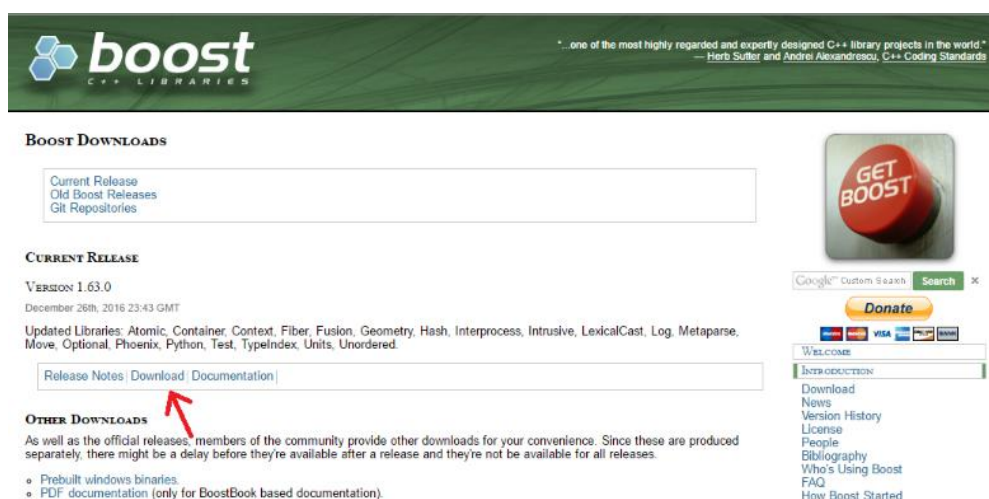 boost
C++ LIBRARIES
"...one of the most highly regarded and expertly designed C++ library projects in the world."
— Herb Sutter and Andrei Alexandrescu, C++ Coding Standards
BOOST DOWNLOADS
Current Release
Old Boost Releases
Git Repositories
CURRENT RELEASE
VERSION 1.63.0
December 26th, 2016 23:43 GMT
Updated Libraries: Atomic, Container, Context, Fiber, Fusion, Geometry, Hash, Interprocess, Intrusive, LexicalCast, Log, Metaparse,
Move, Optional, Phoenix, Python, Test, TypeIndex, Units, Unordered.
Release Notes | Download | Documentation |
OTHER DOWNLOADS
As well as the official releases, members of the community provide other downloads for your convenience. Since these are produced
separately, there might be a delay before they're available after a release and they're not be available for all releases.
Prebuilt windows binaries.
PDF documentation (only for BoostBook based documentation).
GET
BOOST
Google™ Custom Search Search ×
Donate
VISA
WELCOME
INTRODUCTION
Download
News
Version History
License
People
Bibliography
Who's Using Boost
FAQ
How Boost Started